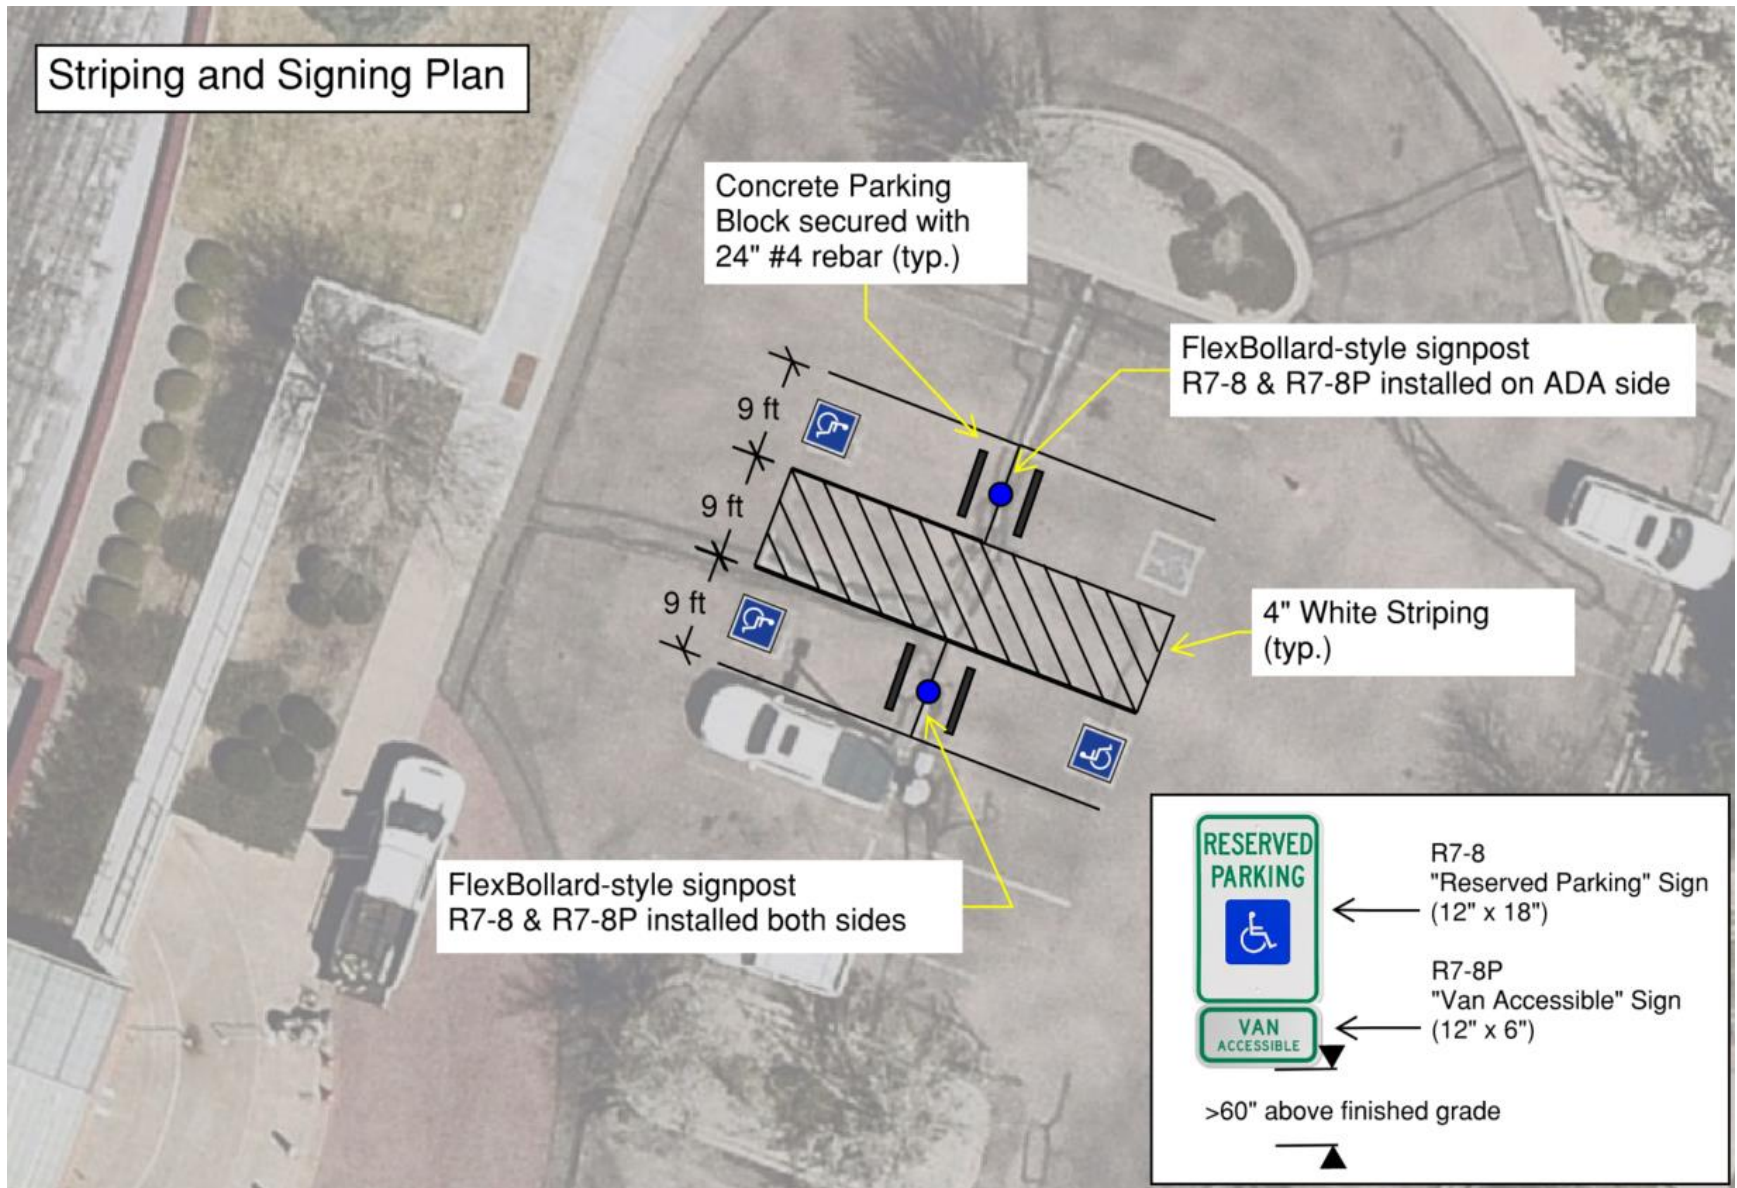 Striping and Signing Plan
Concrete Parking
Block secured with
24" #4 rebar (typ.)
FlexBollard-style signpost
R7-8 & R7-8P installed on ADA side
9 ft
9 ft
9 ft
4" White Striping
(typ.)
FlexBollard-style signpost
R7-8 & R7-8P installed both sides
RESERVED
PARKING
VAN
ACCESSIBLE
R7-8
"Reserved Parking" Sign
(12" x 18")
R7-8P
"Van Accessible" Sign
(12" x 6")
>60" above finished grade